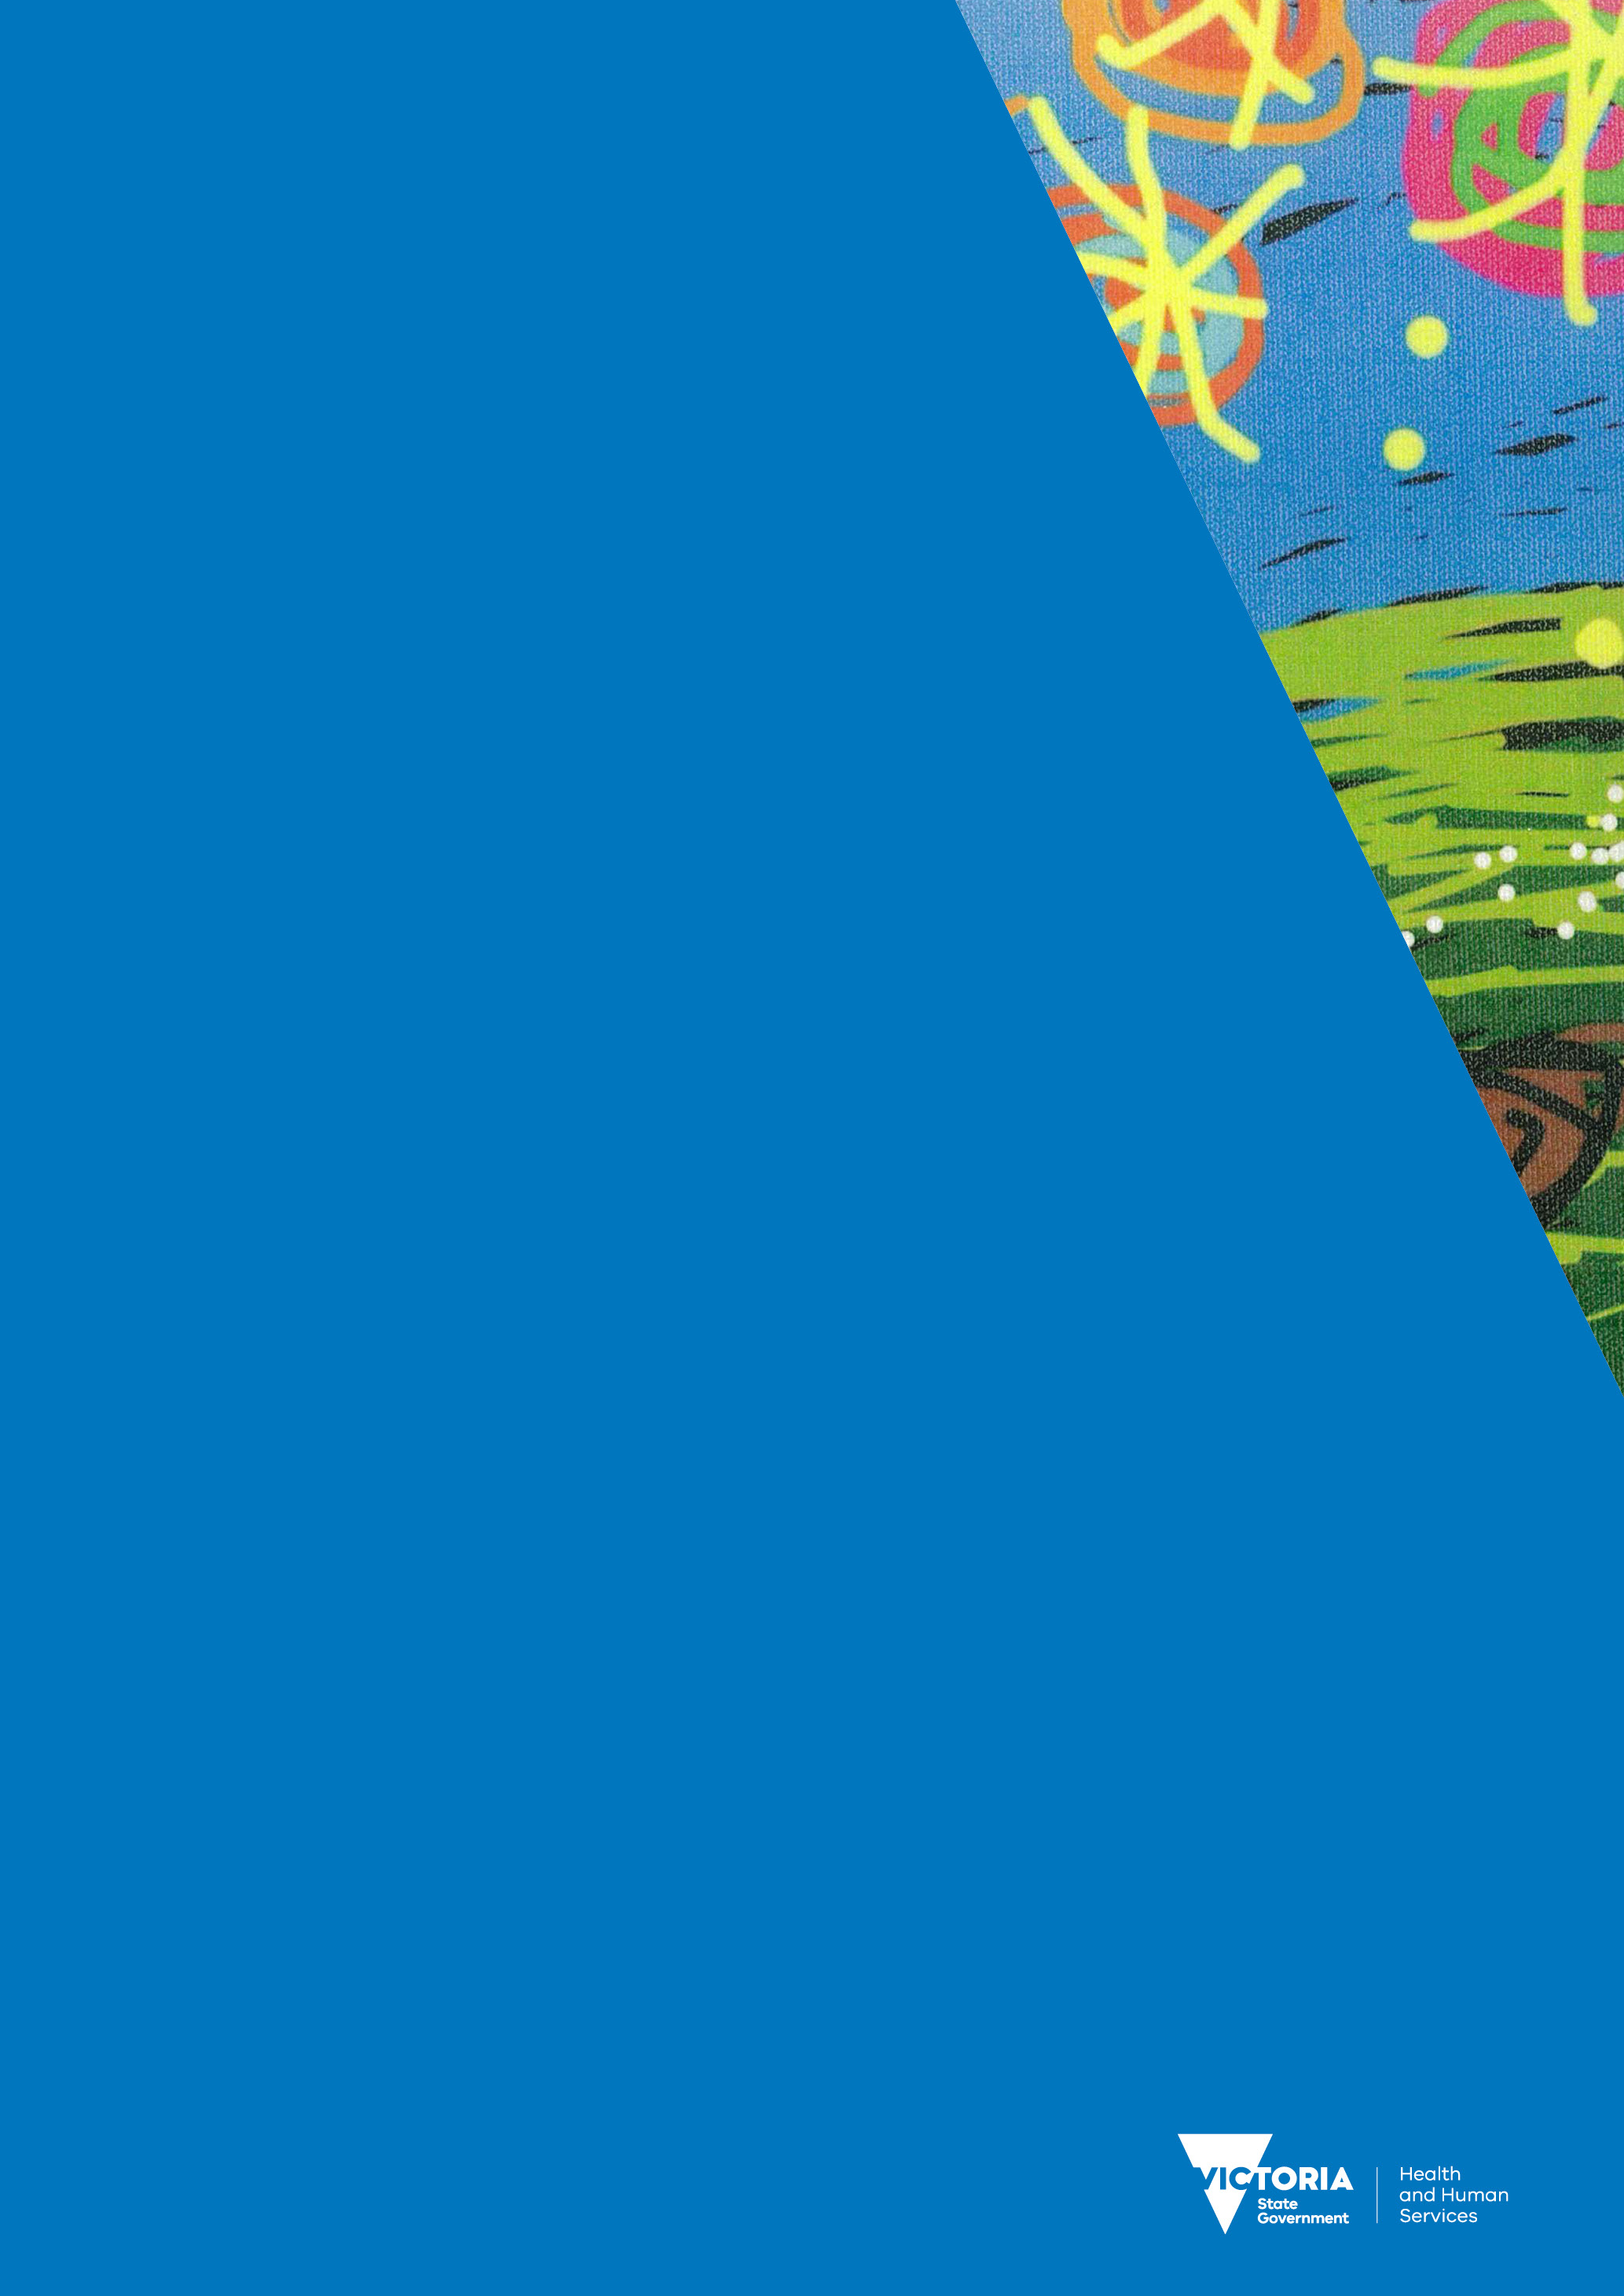 VICTORIA
State
Government
Health
and Human
Services